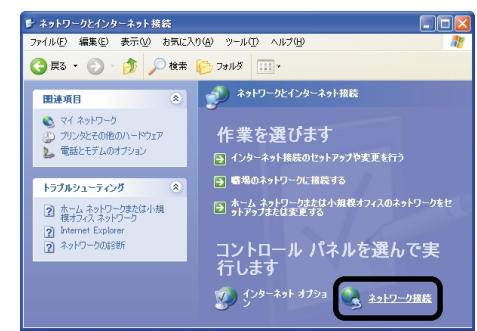 ネットワークとインターネット接続
ファイル(F) 編集(E) 表示(V) お気に入り(A) ツール(T) ヘルプ(H)
戻る 検索 フォルダ
関連項目
マイ ネットワーク
プリンタとその他のハードウェア
電話とモデムのオプション
トラブルシューティング
ホーム ネットワークまたは小規
模オフィス ネットワーク
Internet Explorer
ネットワークの診断
ネットワークとインターネット接続
作業を選びます
インターネット接続のセットアップや変更を行う
職場のネットワークに接続する
ホーム ネットワークまたは小規模オフィスのネットワークをセ
ットアップまたは変更する
コントロール パネルを選んで実
行します
インターネット オプショ
ン
ネットワーク接続